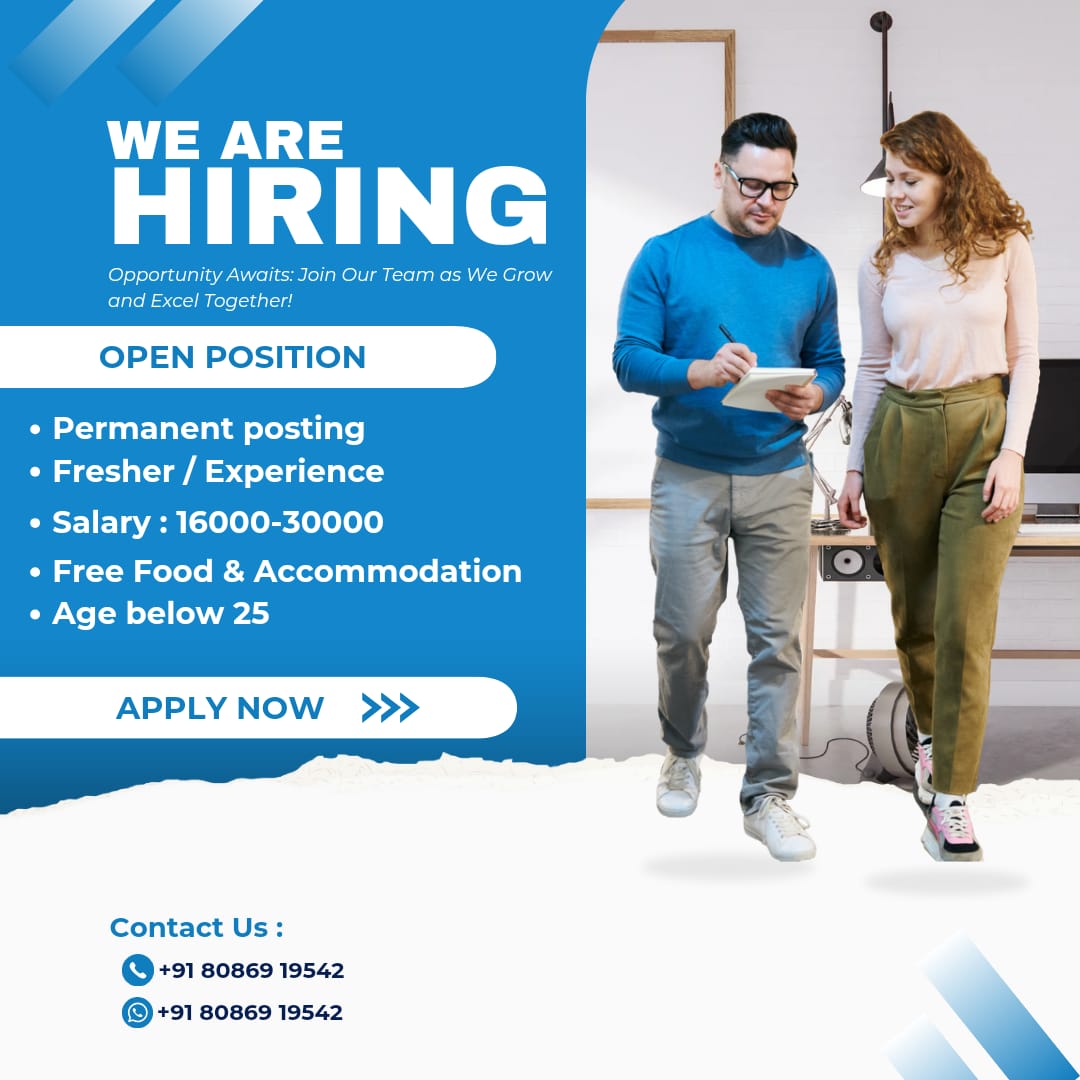 WE ARE
HIRING
Opportunity Awaits: Join Our Team as We Grow
and Excel Together!
OPEN POSITION
• Permanent posting
• Fresher / Experience
• Salary : 16000-30000
• Free Food & Accommodation
• Age below 25
APPLY NOW
Contact Us :
+91 80869 19542
+91 80869 19542